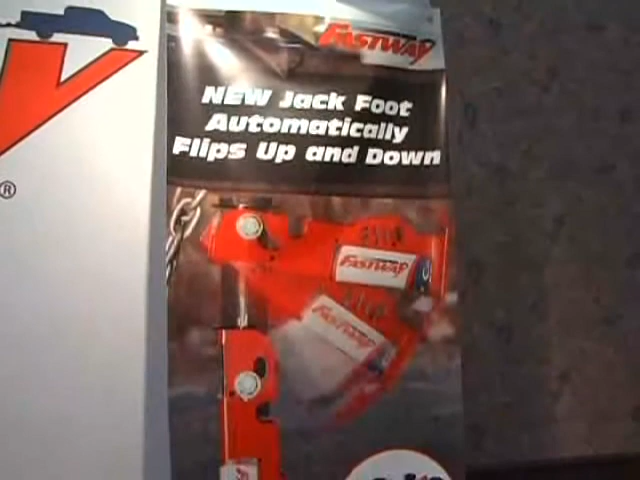 FASTWAY
NEW Jack Foot
Automatically
Flips Up and Down
®
FASTWAY
FASTWAY